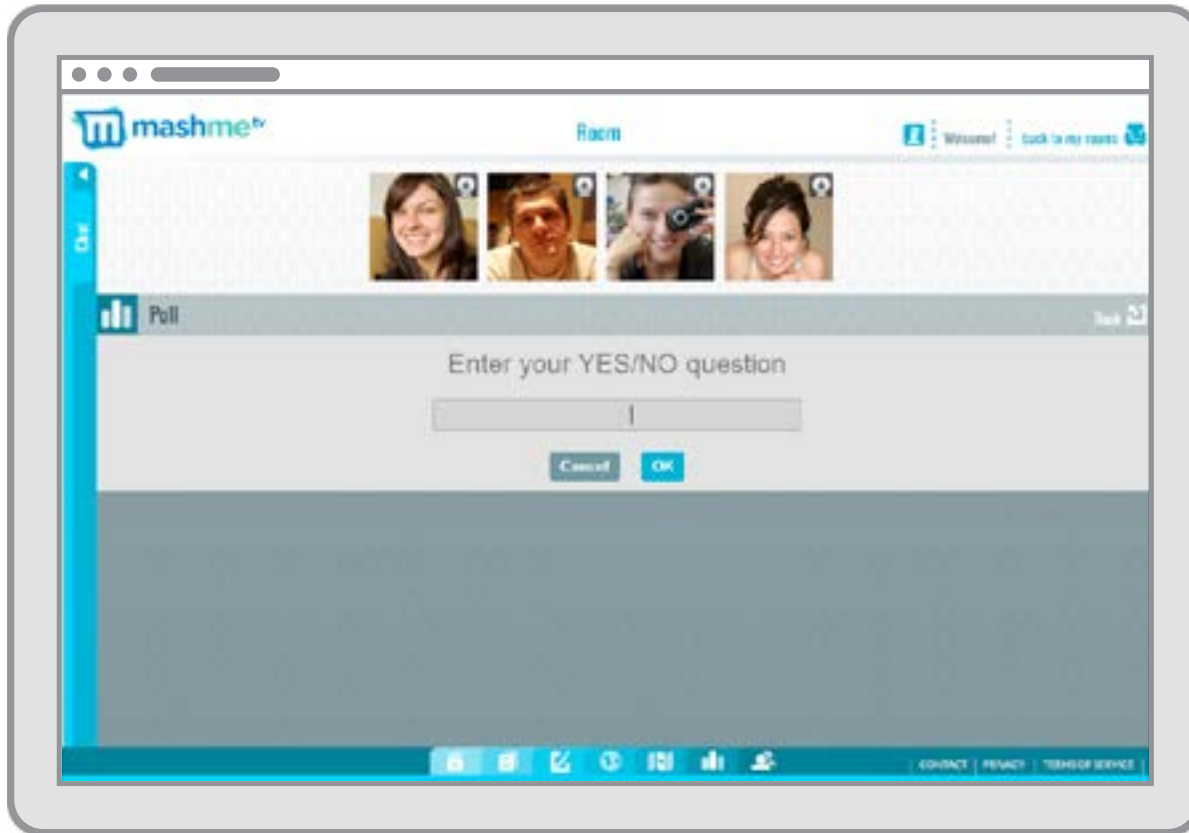 mashme tv
Room
Welcome!
back to my rooms
Chat
Poll
Back
Enter your YES/NO question
Cancel
OK
CONTACT | PRIVACY | TERMS OF SERVICE |